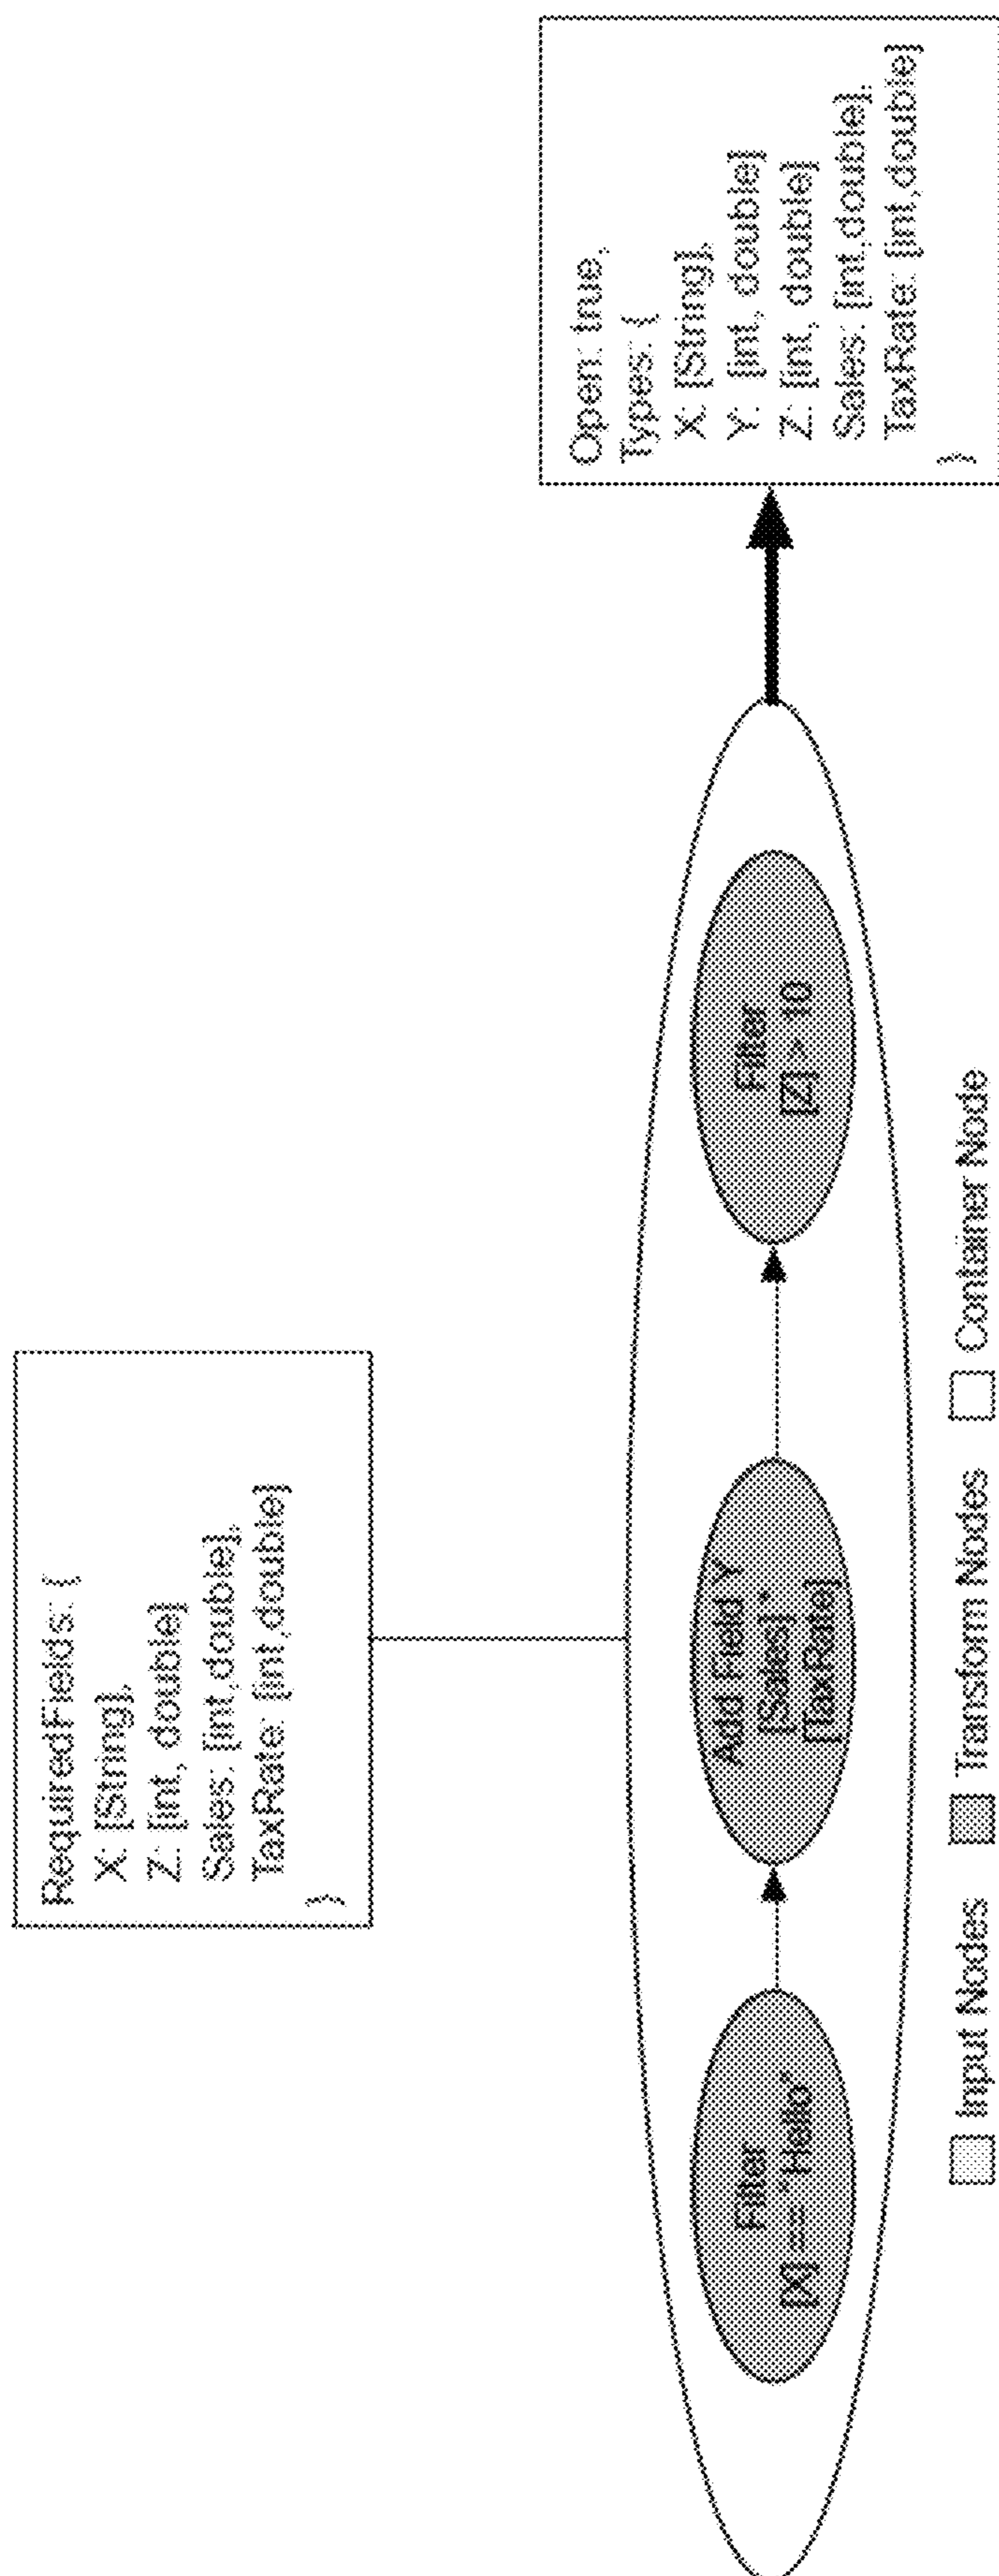 RequiredFields: {
X: [String],
Z: [int, double]
Sales: [int,double],
TaxRate: [int,double]
}
Filter
[X] == "Hello"
Add Field Y
[Sales] *
[TaxRate]
Filter
[Z] > 10
Open: true,
Types: {
X: [String],
Y: [int, double]
Z: [int, double]
Sales: [int,double],
TaxRate: [int,double]
}
Input Nodes
Transform Nodes
Container Node